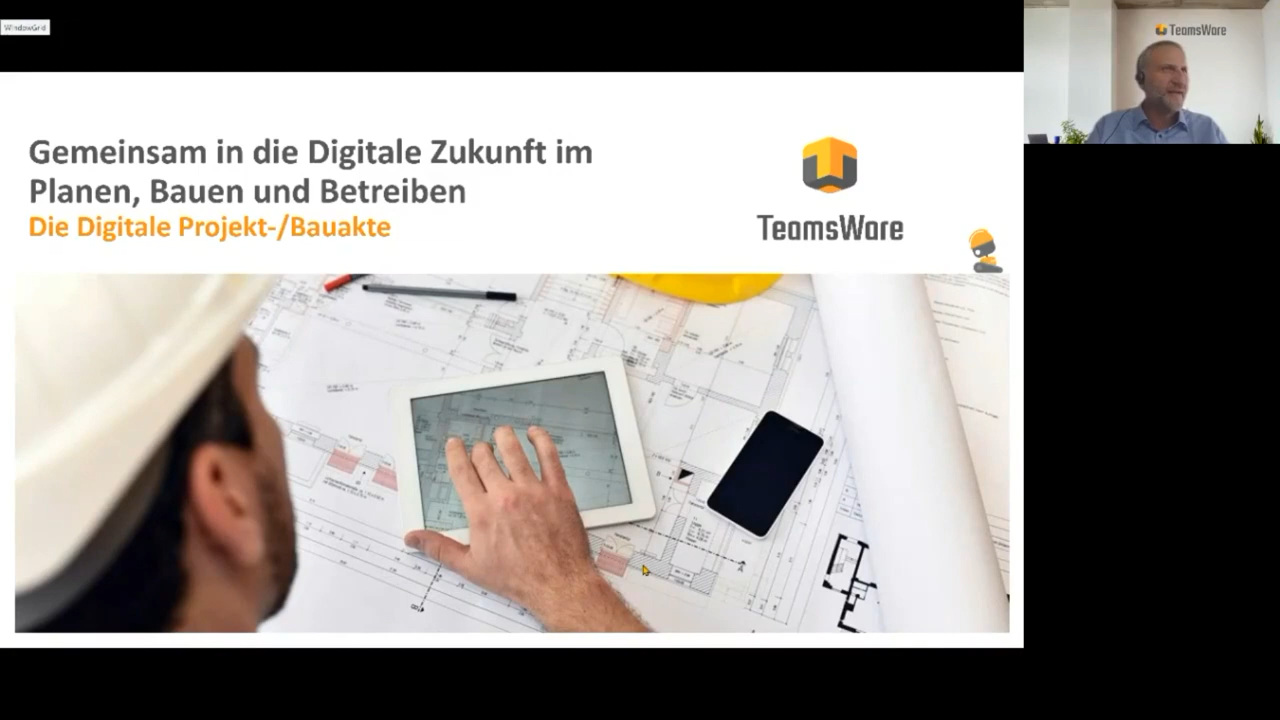 WindowGrid
TeamsWare
Gemeinsam in die Digitale Zukunft im
Planen, Bauen und Betreiben
Die Digitale Projekt-/Bauakte
TeamsWare